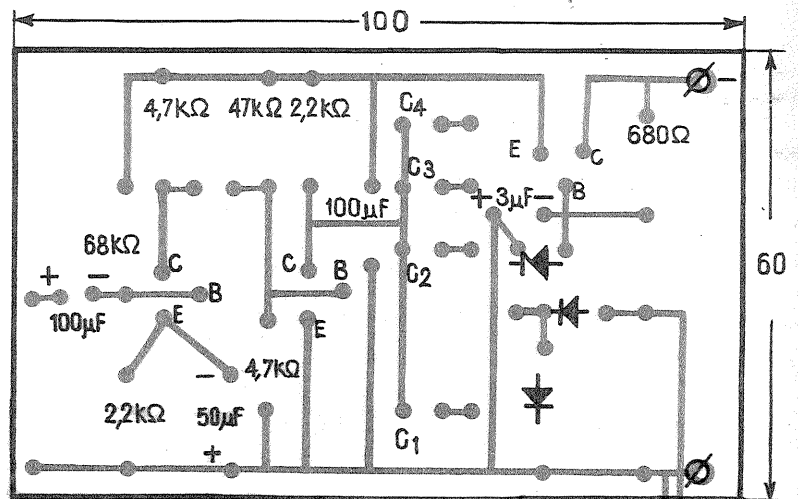 100
4,7kΩ 47kΩ 2,2kΩ
C4
680Ω
E C
C3
B
100µF
+3µF-
68kΩ
C
C B
C2
60
+ -
B
100µF
E
E
4,7kΩ
-
2,2kΩ
50µF
C1
+
-